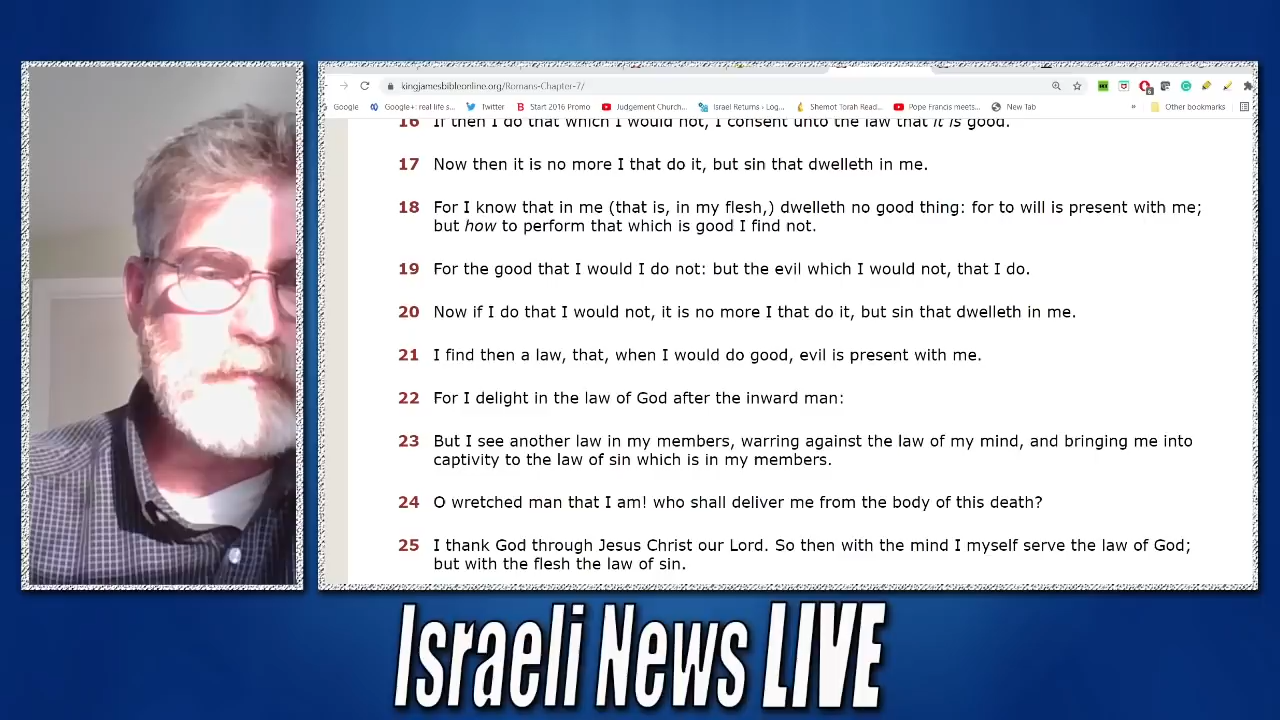 kingjamesbibleonline.org/Romans-Chapter-7/
Google Google+: real life s... Twitter Start 2016 Promo Judgement Church... Israel Returns › Log... Shemot Torah Read... Pope Francis meets... New Tab » Other bookmarks
16 If then I do that which I would not, I consent unto the law that it is good.
17 Now then it is no more I that do it, but sin that dwelleth in me.
18 For I know that in me (that is, in my flesh,) dwelleth no good thing: for to will is present with me;
but how to perform that which is good I find not.
19 For the good that I would I do not: but the evil which I would not, that I do.
20 Now if I do that I would not, it is no more I that do it, but sin that dwelleth in me.
21 I find then a law, that, when I would do good, evil is present with me.
22 For I delight in the law of God after the inward man:
23 But I see another law in my members, warring against the law of my mind, and bringing me into
captivity to the law of sin which is in my members.
24 O wretched man that I am! who shall deliver me from the body of this death?
25 I thank God through Jesus Christ our Lord. So then with the mind I myself serve the law of God;
but with the flesh the law of sin.
Israeli News LIVE